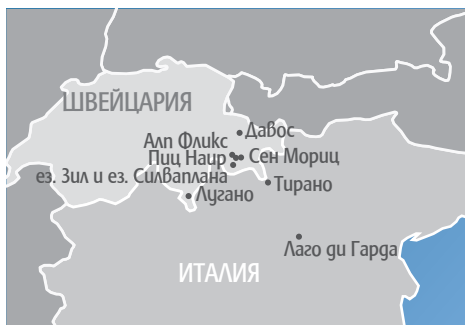 ШВЕЙЦАРИЯ
Давос
Алп Фликс
Пиц Наир
Сен Мориц
ез. Зил и ез. Силваплана
Тирано
Лугано
Лаго ди Гарда
ИТАЛИЯ